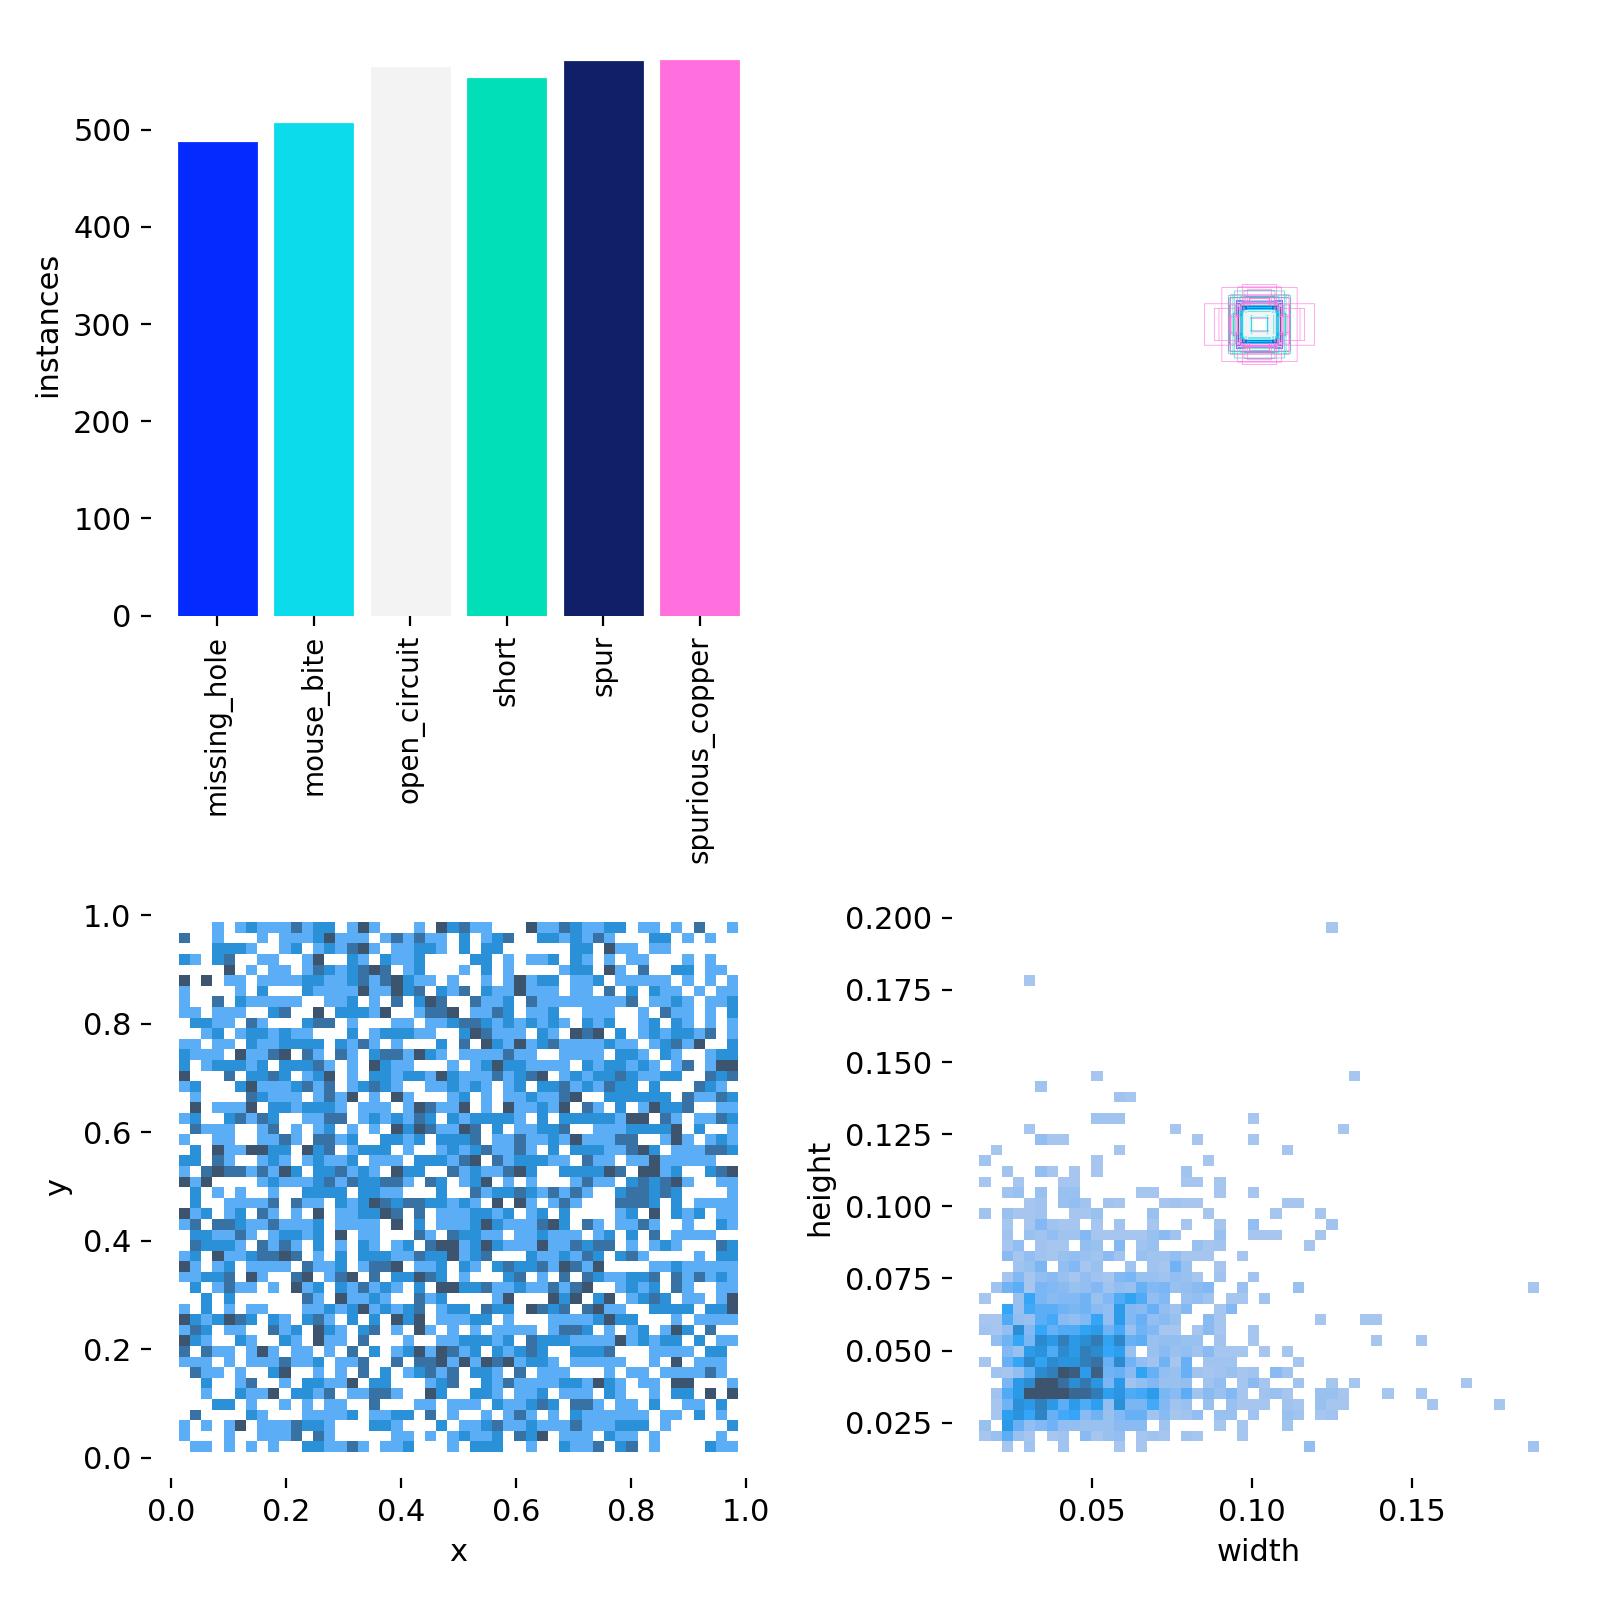 500
400
300
200
100
0
instances
missing_hole
mouse_bite
open_circuit
short
spur
spurious_copper
1.0
0.8
0.6
0.4
0.2
0.0
y
0.0 0.2 0.4 0.6 0.8 1.0
x
0.200
0.175
0.150
0.125
0.100
0.075
0.050
0.025
height
0.05 0.10 0.15
width